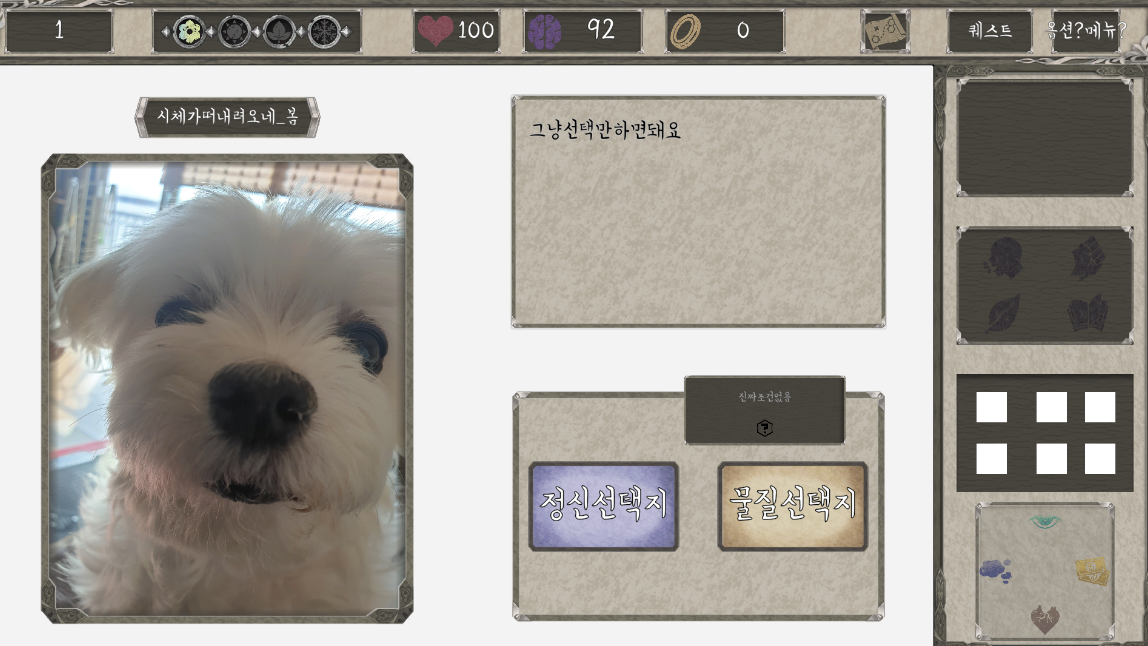 1
100
92
0
퀘스트
옵션?메뉴?
시체가떠내려오네_봄
그냥선택만하면돼요
진짜조건없음
?
정신선택지
물질선택지